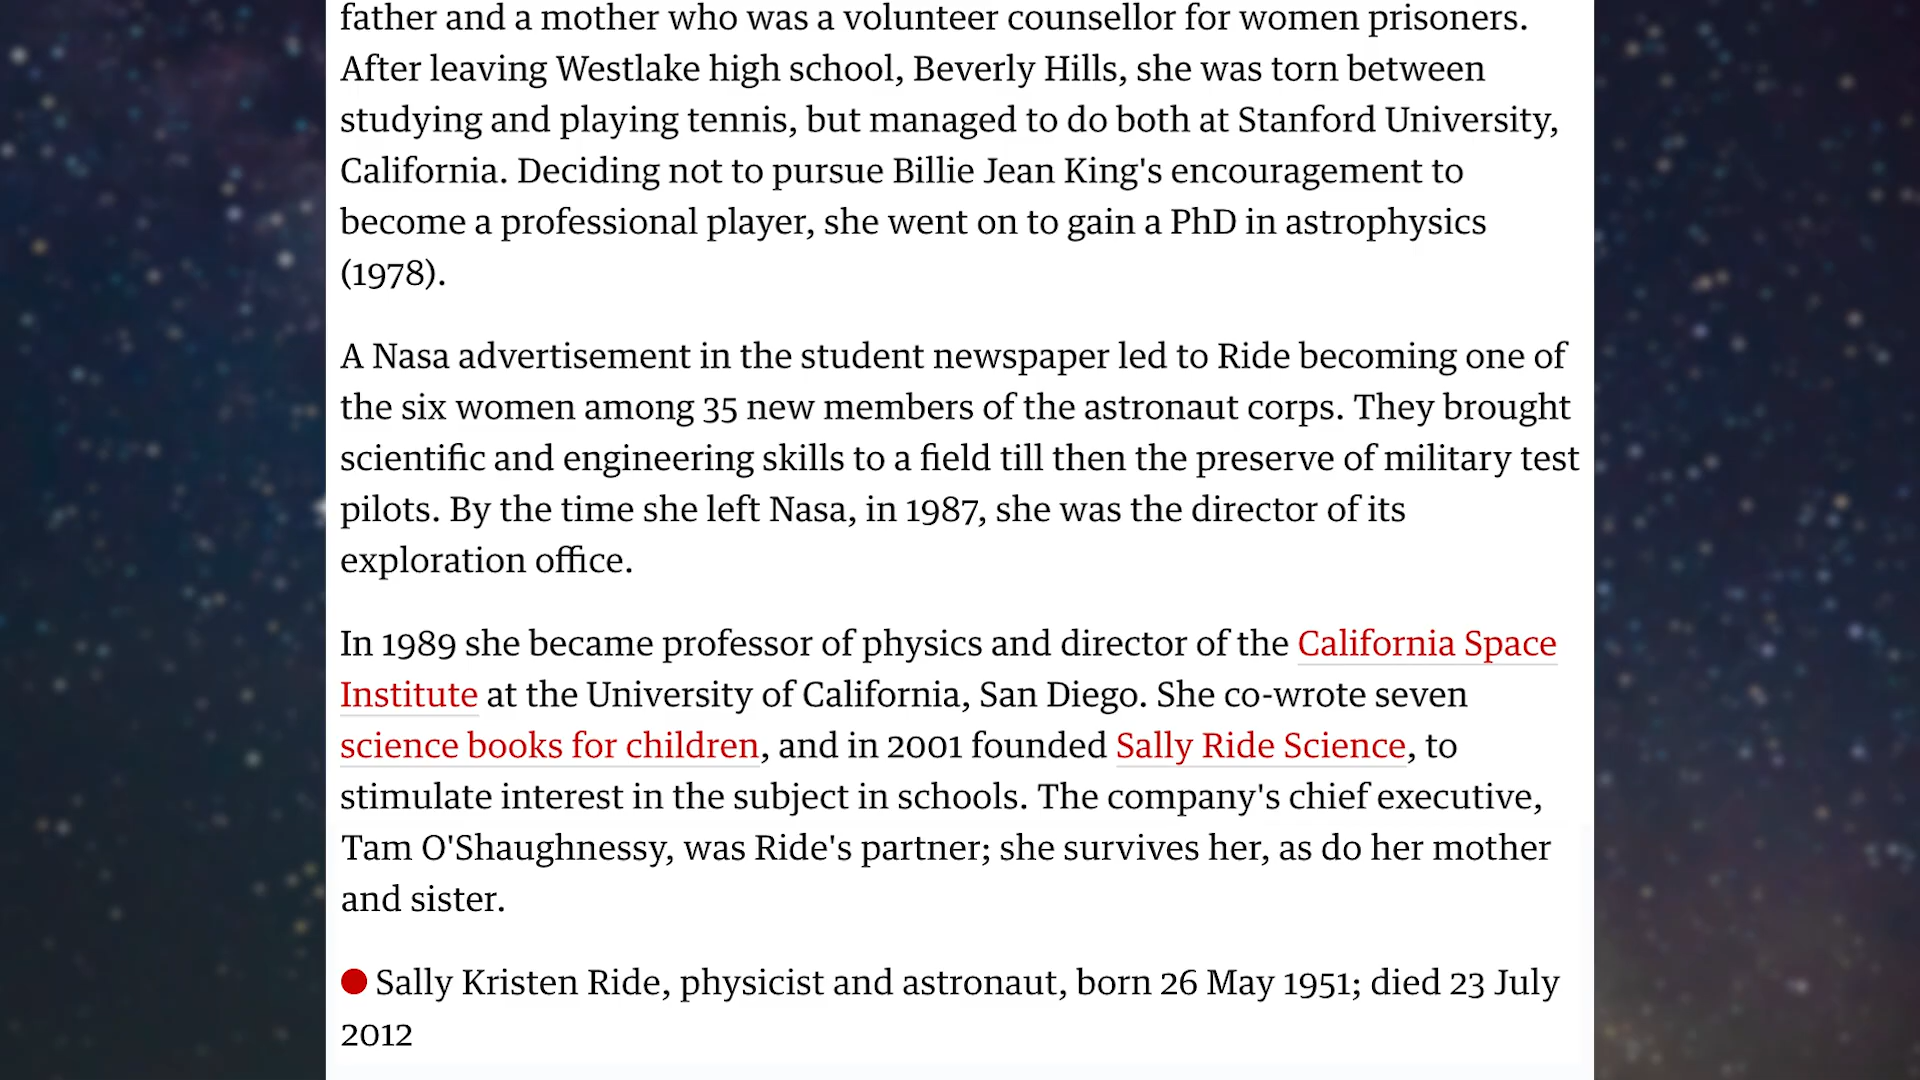 father and a mother who was a volunteer counsellor for women prisoners.
After leaving Westlake high school, Beverly Hills, she was torn between
studying and playing tennis, but managed to do both at Stanford University,
California. Deciding not to pursue Billie Jean King's encouragement to
become a professional player, she went on to gain a PhD in astrophysics
(1978).
A Nasa advertisement in the student newspaper led to Ride becoming one of
the six women among 35 new members of the astronaut corps. They brought
scientific and engineering skills to a field till then the preserve of military test
pilots. By the time she left Nasa, in 1987, she was the director of its
exploration office.
In 1989 she became professor of physics and director of the California Space
Institute at the University of California, San Diego. She co-wrote seven
science books for children, and in 2001 founded Sally Ride Science, to
stimulate interest in the subject in schools. The company's chief executive,
Tam O'Shaughnessy, was Ride's partner; she survives her, as do her mother
and sister.
● Sally Kristen Ride, physicist and astronaut, born 26 May 1951; died 23 July
2012